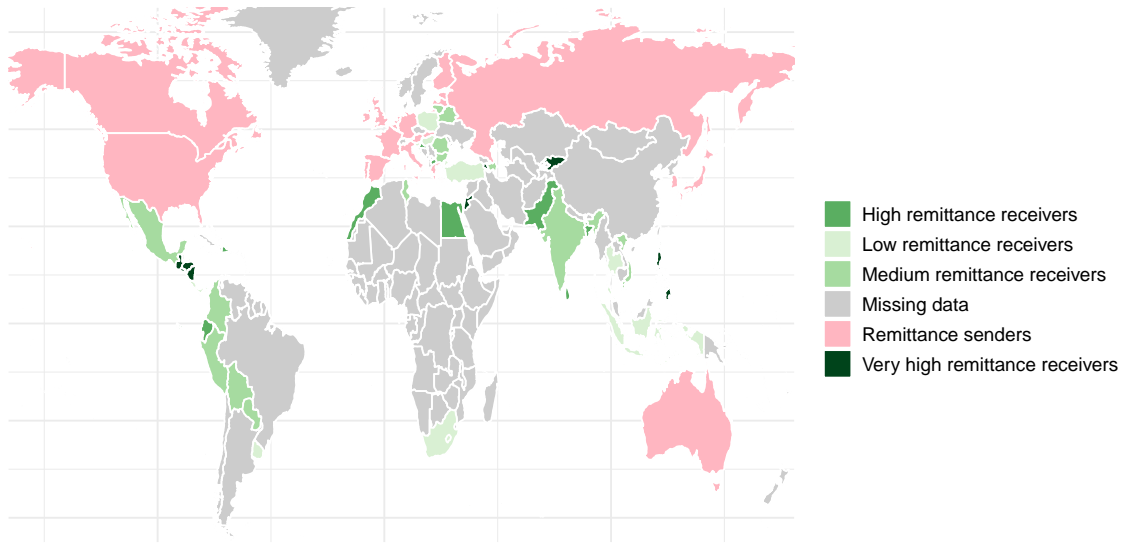 High remittance receivers
Low remittance receivers
Medium remittance receivers
Missing data
Remittance senders
Very high remittance receivers